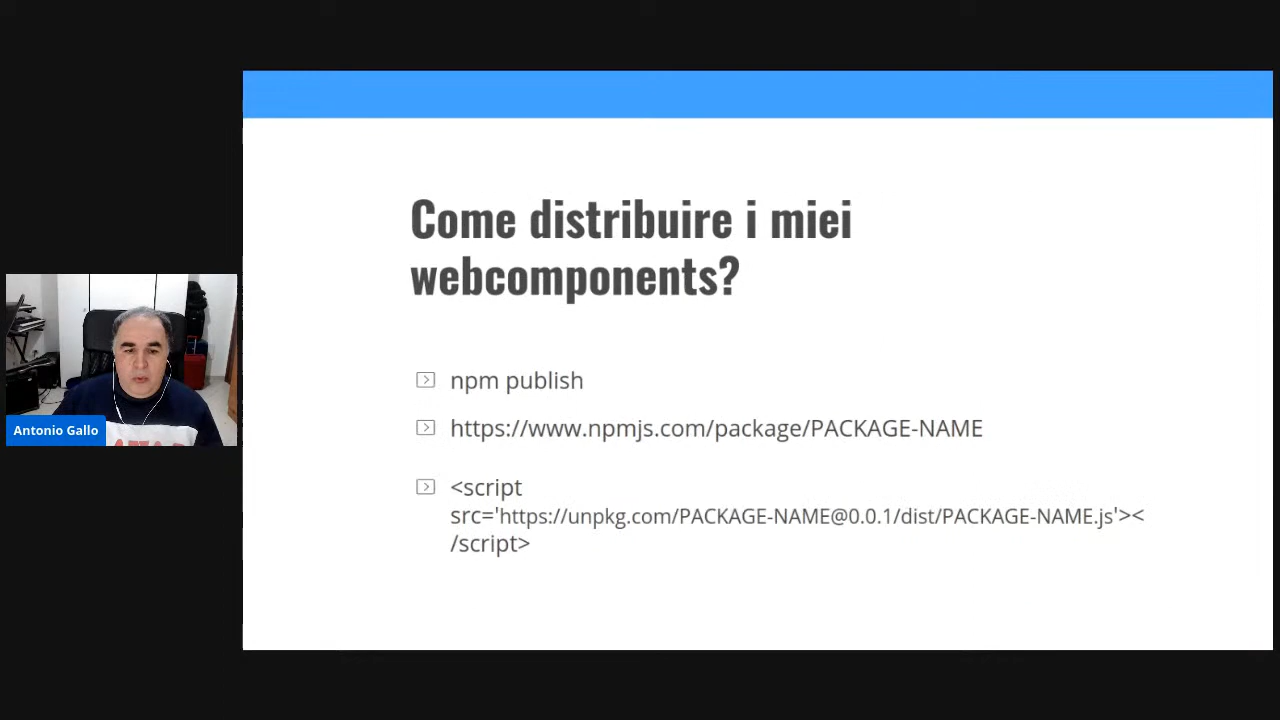 Come distribuire i miei
webcomponents?
npm publish
https://www.npmjs.com/package/PACKAGE-NAME
<script
src='https://unpkg.com/PACKAGE-NAME@0.0.1/dist/PACKAGE-NAME.js'><
/script>
Antonio Gallo